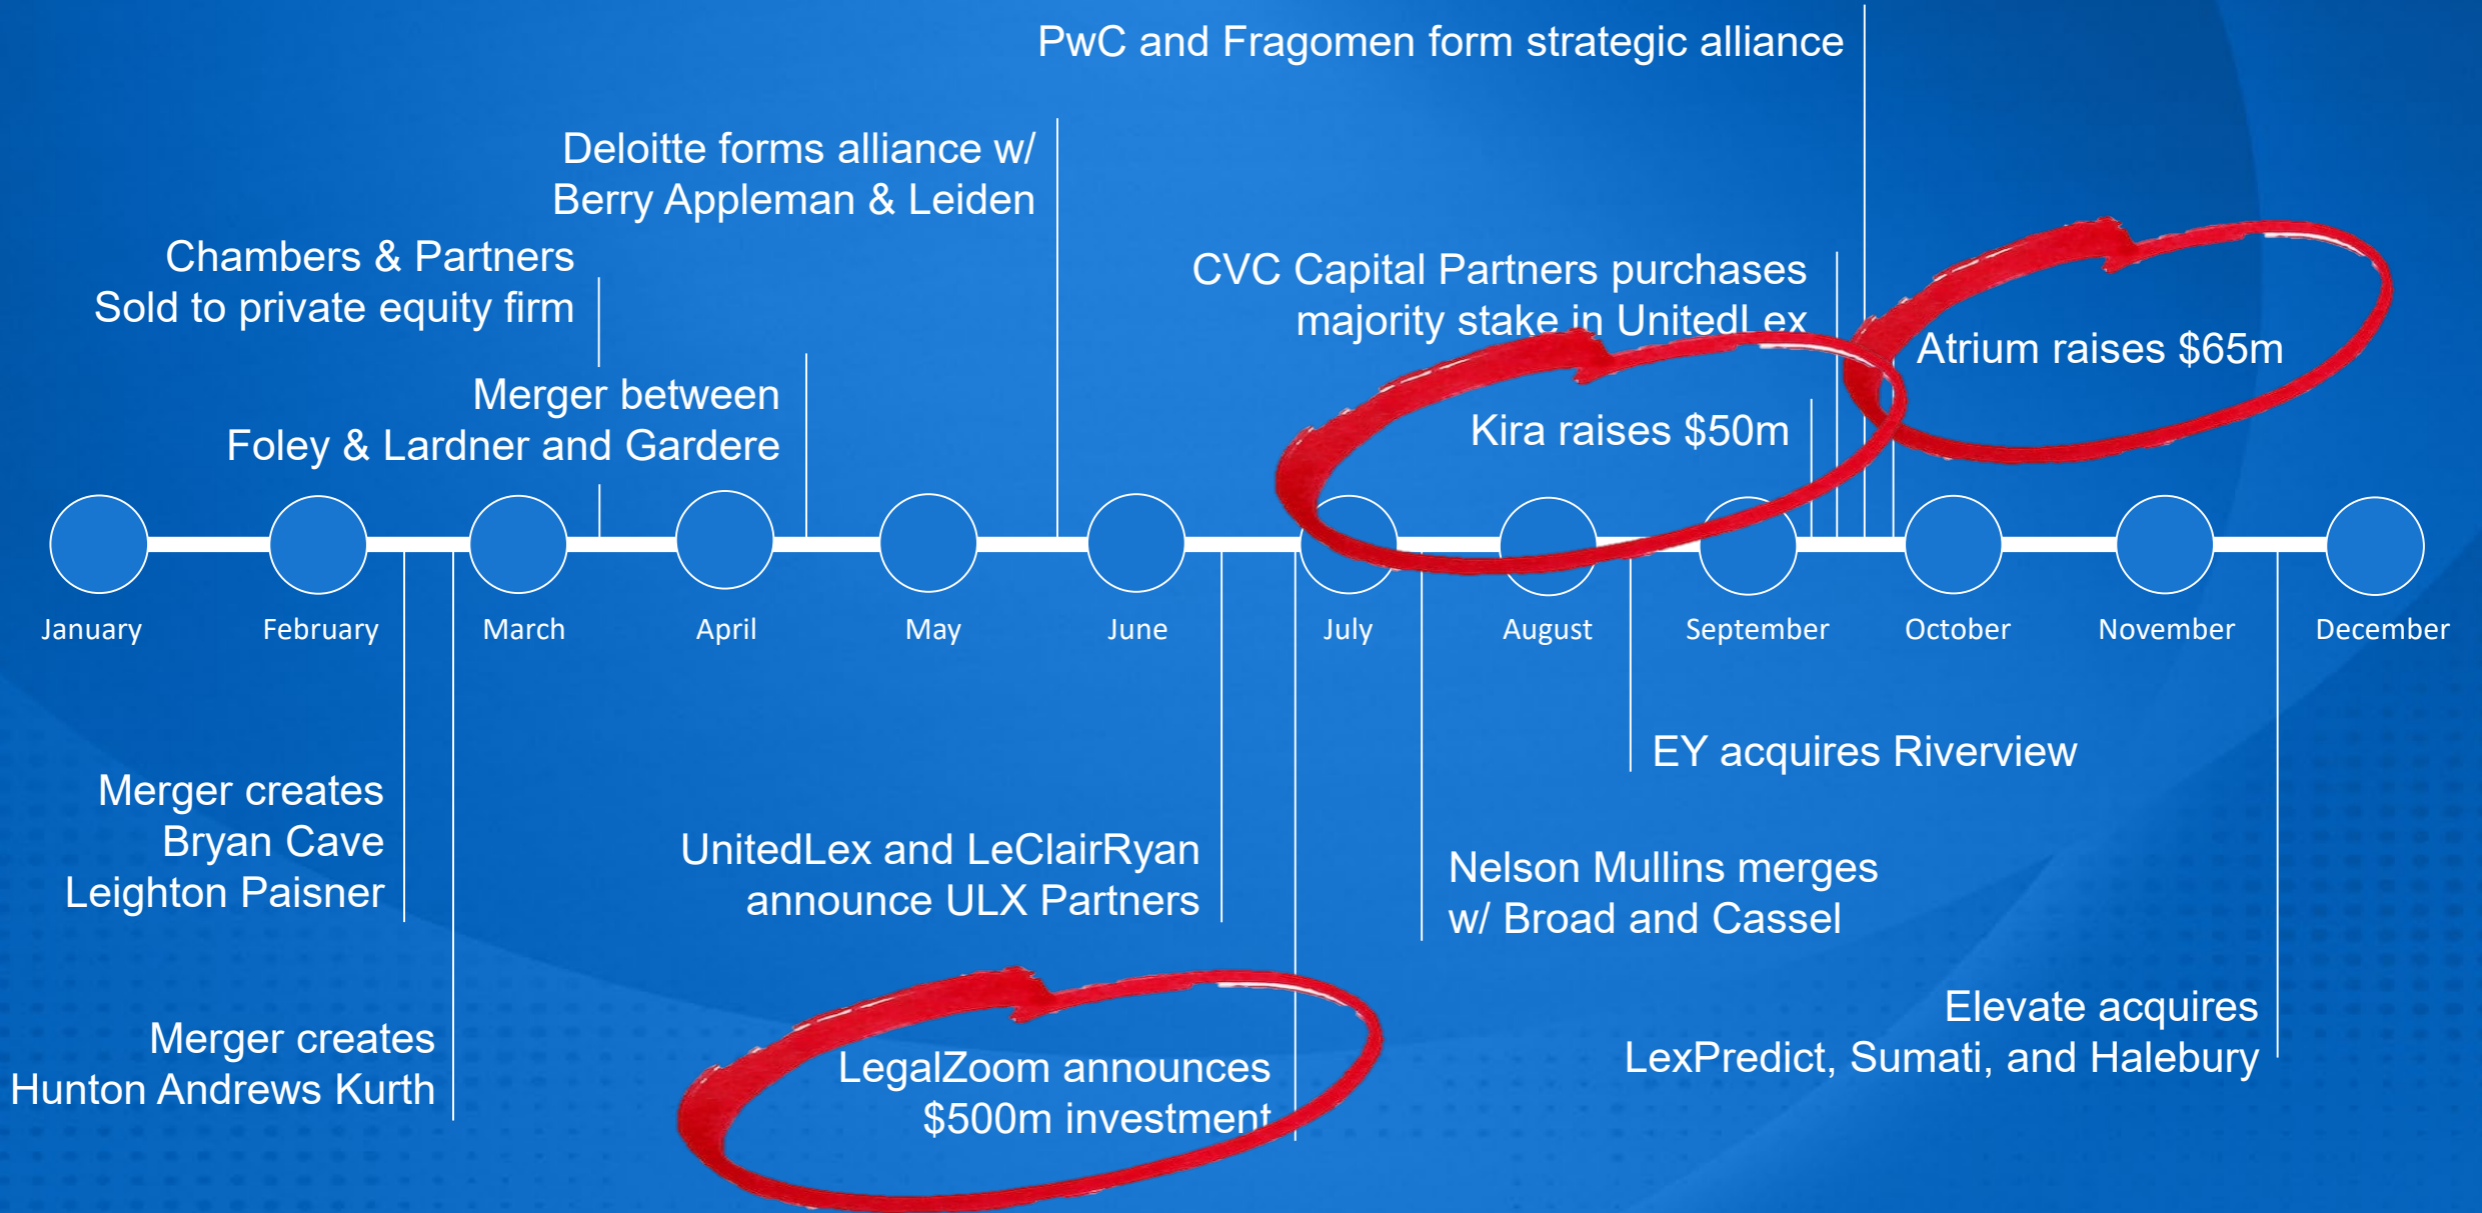 PwC and Fragomen form strategic alliance
Deloitte forms alliance w/
Berry Appleman & Leiden
Chambers & Partners
Sold to private equity firm
CVC Capital Partners purchases
majority stake in UnitedLex
Atrium raises $65m
Merger between
Foley & Lardner and Gardere
Kira raises $50m
January
February
March
April
May
June
July
August
September
October
November
December
EY acquires Riverview
Merger creates
Bryan Cave
Leighton Paisner
UnitedLex and LeClairRyan
announce ULX Partners
Nelson Mullins merges
w/ Broad and Cassel
Elevate acquires
LexPredict, Sumati, and Halebury
Merger creates
Hunton Andrews Kurth
LegalZoom announces
$500m investment